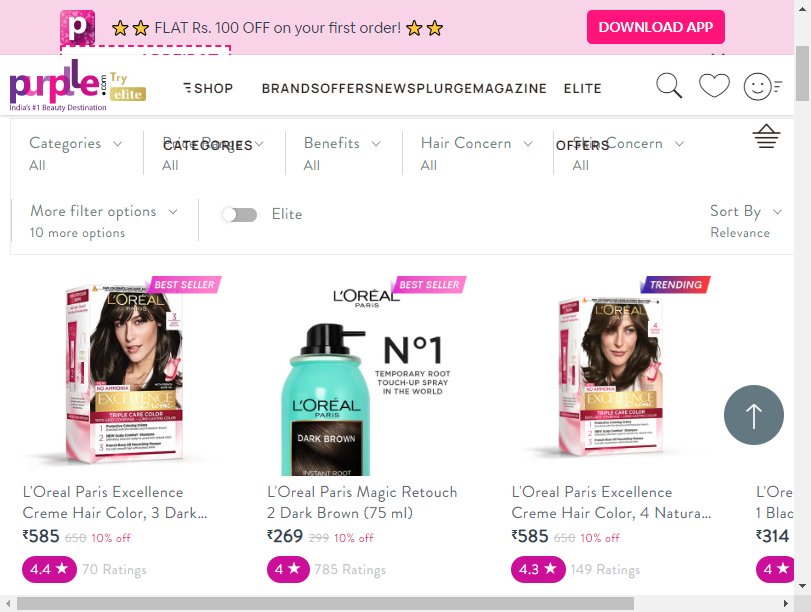 FLAT Rs. 100 OFF on your first order!
DOWNLOAD APP
purplle.com
Try
elite
India's #1 Beauty Destination
SHOP
CATEGORIES
BRANDS
OFFERS
NEW
SPLURGE
MAGAZINE
ELITE
OFFERS
Categories
All
Price Range
All
Benefits
All
Hair Concern
All
Skin Concern
All
More filter options
10 more options
Elite
Sort By
Relevance
BEST SELLER
L'ORÉAL
PARIS
3
NO AMMONIA
EXCELLENCE
TRIPLE CARE COLOR
L'Oreal Paris Excellence
Creme Hair Color, 3 Dark...
₹585 650 10% off
4.4 ★ 70 Ratings
BEST SELLER
L'ORÉAL
PARIS
N°1
TEMPORARY ROOT
TOUCH-UP SPRAY
IN THE WORLD
L'ORÉAL
PARIS
DARK BROWN
INSTANT ROOT
L'Oreal Paris Magic Retouch
2 Dark Brown (75 ml)
₹269 299 10% off
4 ★ 785 Ratings
TRENDING
L'ORÉAL
PARIS
4
NO AMMONIA
EXCELLENCE
TRIPLE CARE COLOR
L'Oreal Paris Excellence
Creme Hair Color, 4 Natura...
₹585 650 10% off
4.3 ★ 149 Ratings
L'Ore
1 Blac
₹314
4 ★